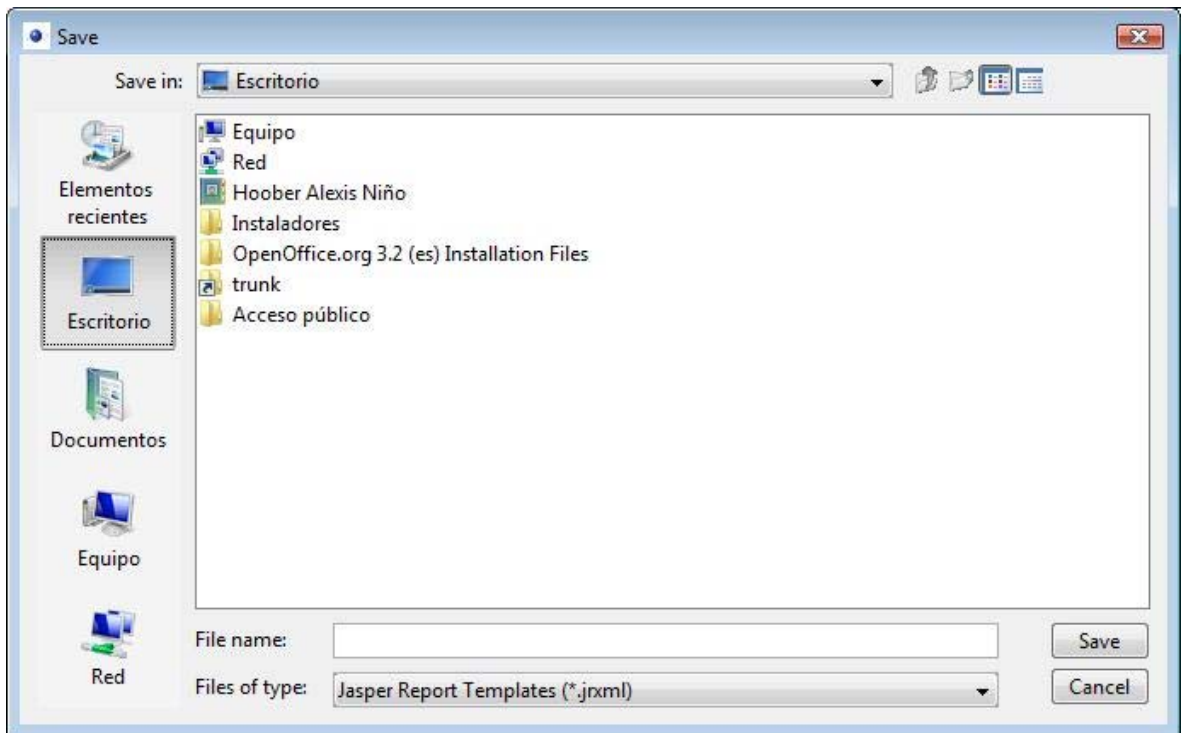 Save
Save in: Escritorio
Elementos
recientes
Escritorio
Documentos
Equipo
Red
Equipo
Red
Hoober Alexis Niño
Instaladores
OpenOffice.org 3.2 (es) Installation Files
trunk
Acceso público
File name:
Save
Files of type: Jasper Report Templates (*.jrxml)
Cancel